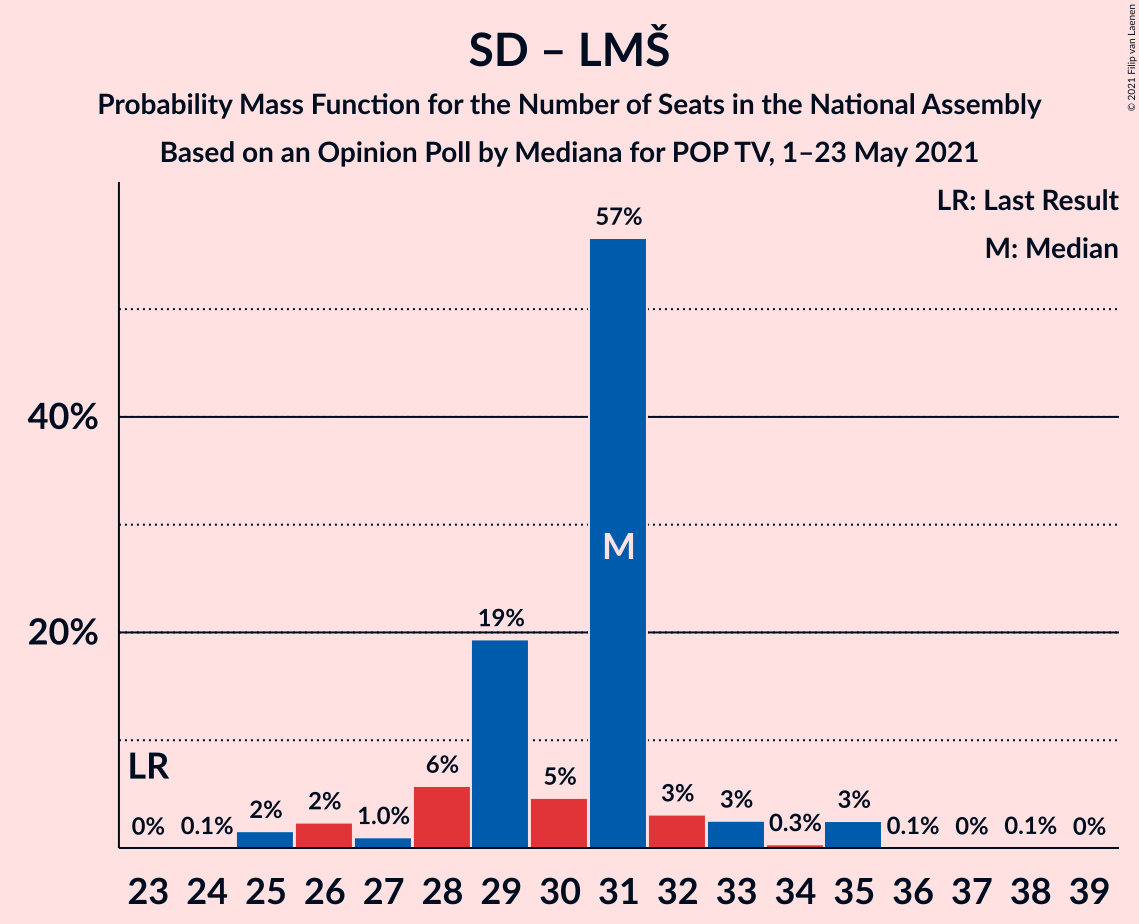 SD – LMŠ
Probability Mass Function for the Number of Seats in the National Assembly
Based on an Opinion Poll by Mediana for POP TV, 1–23 May 2021
© 2021 Filip van Laenen
LR: Last Result
M: Median
57%
40%
M
19%
20%
LR
0%
0.1%
2%
2%
1.0%
6%
5%
3%
3%
0.3%
3%
0.1%
0%
0.1%
0%
23 24 25 26 27 28 29 30 31 32 33 34 35 36 37 38 39